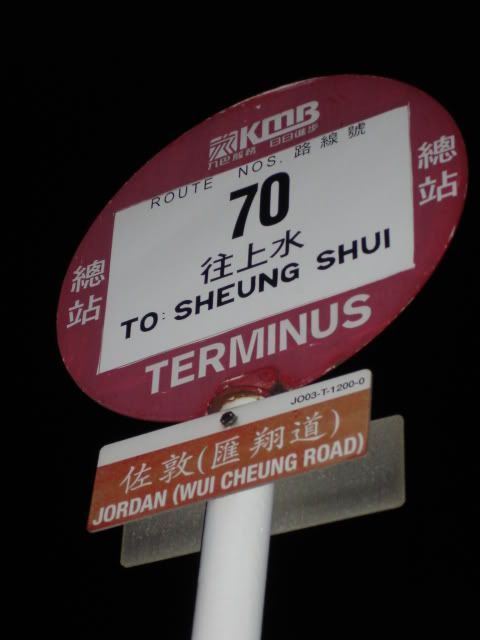 KMB
九巴服務 日日進步
ROUTE NOS. 路線號
70
往上水
TO: SHEUNG SHUI
總站
總站
TERMINUS
JO03-T-1200-0
佐敦(匯翔道)
JORDAN (WUI CHEUNG ROAD)